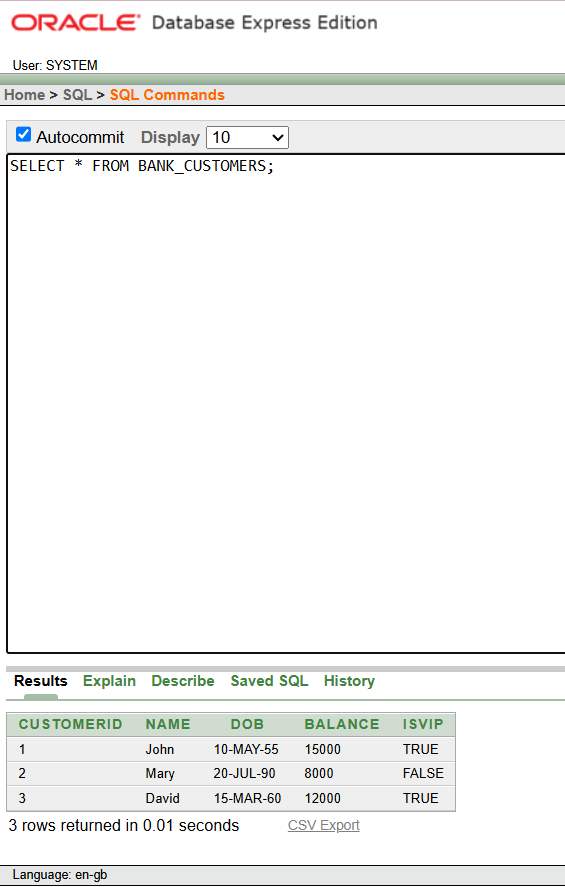 ORACLE® Database Express Edition
User: SYSTEM
Home > SQL > SQL Commands
Autocommit Display 10
SELECT * FROM BANK_CUSTOMERS;
Results Explain Describe Saved SQL History
CUSTOMERID NAME DOB BALANCE ISVIP
1 John 10-MAY-55 15000 TRUE
2 Mary 20-JUL-90 8000 FALSE
3 David 15-MAR-60 12000 TRUE
3 rows returned in 0.01 seconds CSV Export
Language: en-gb